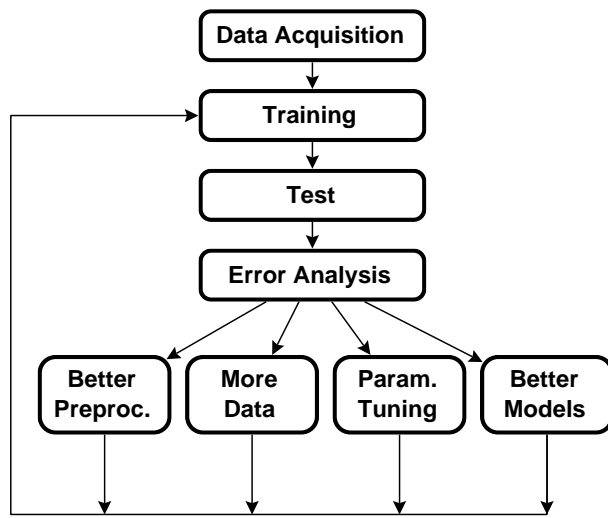 Data Acquisition
Training
Test
Error Analysis
Better
Preproc.
More
Data
Param.
Tuning
Better
Models